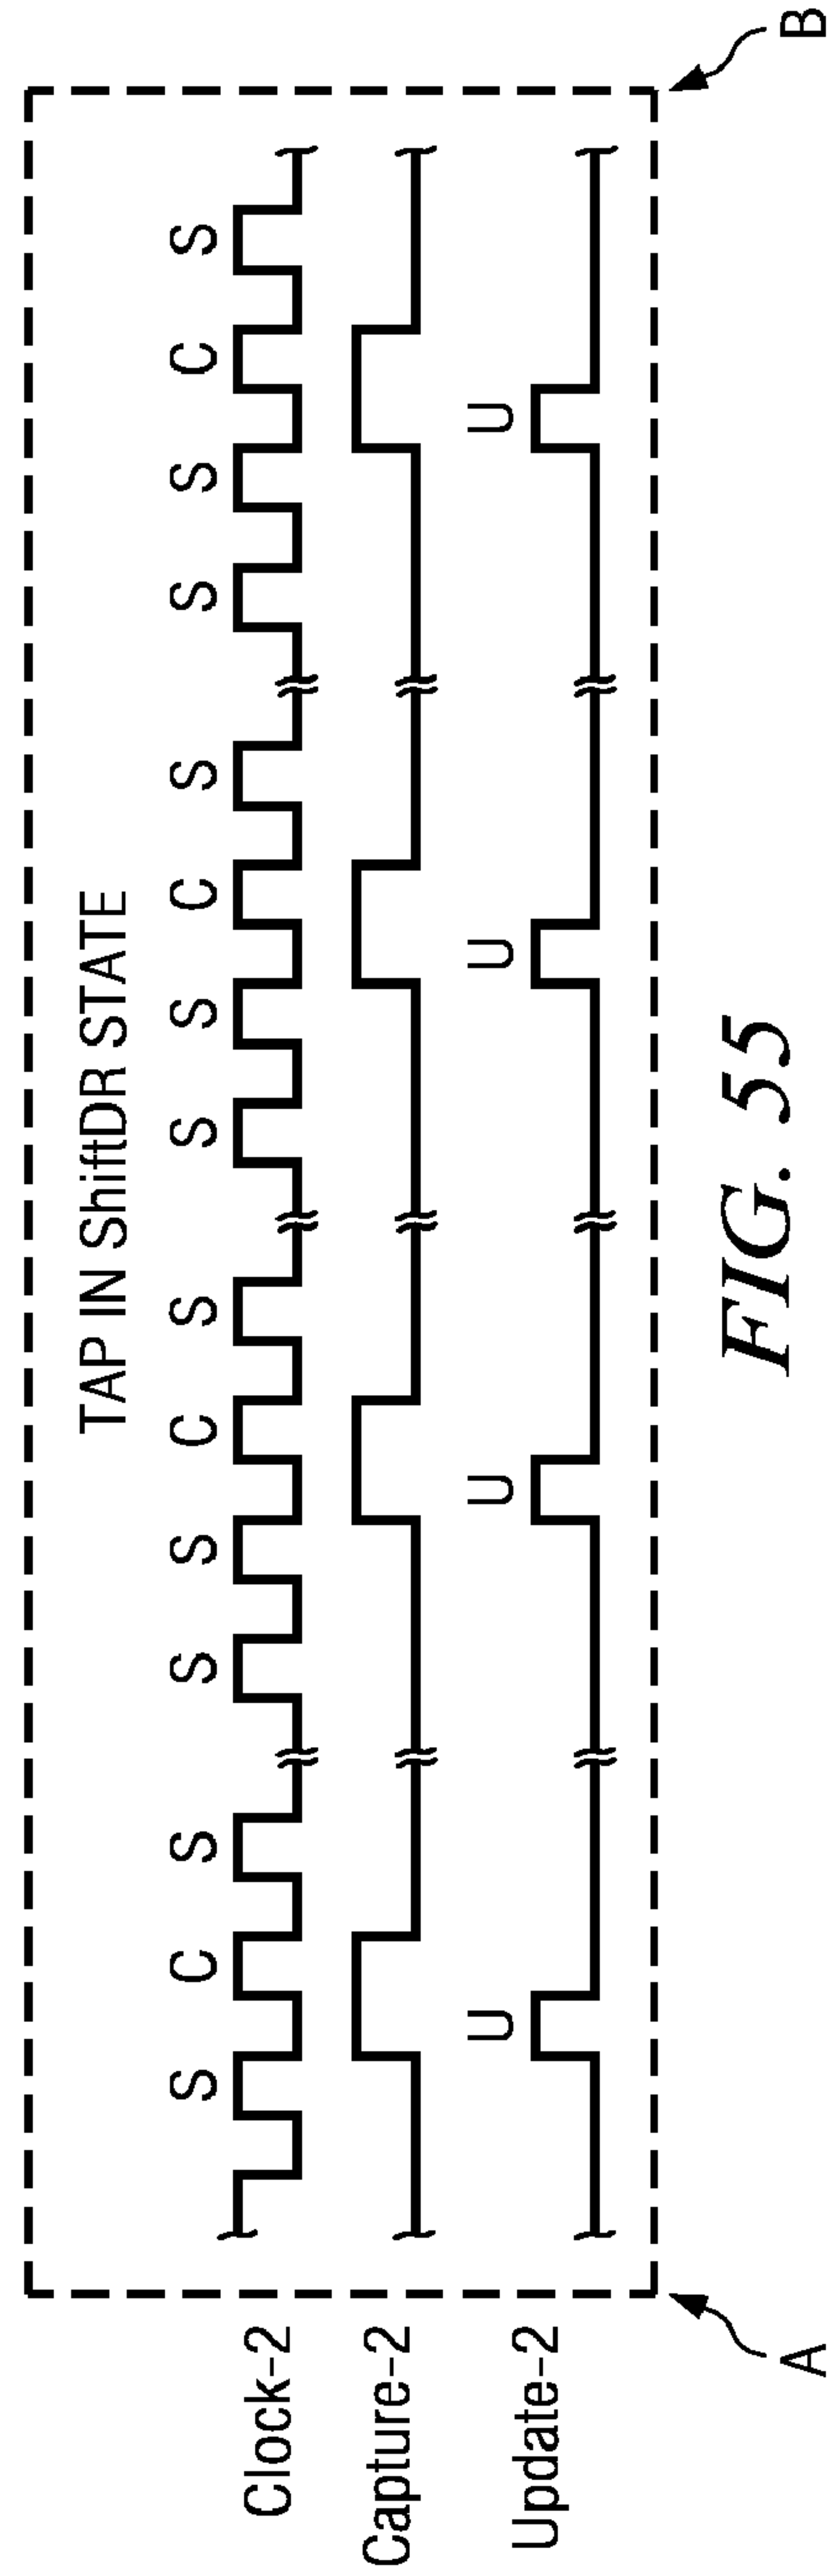 TAP IN ShiftDR STATE
S C S S S C S S S C S S S C S
Clock-2
Capture-2
U U U U
Update-2
A
B
FIG. 55